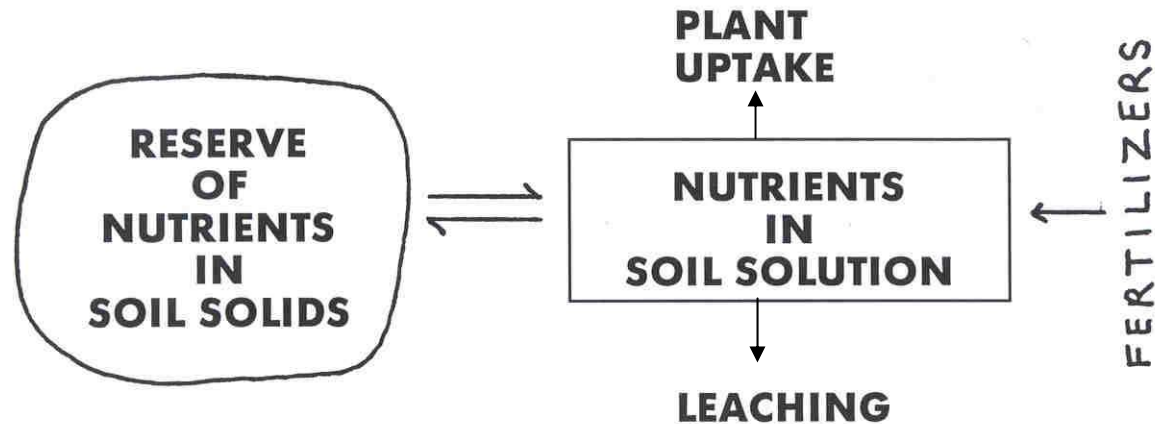 RESERVE
OF
NUTRIENTS
IN
SOIL SOLIDS
PLANT
UPTAKE
NUTRIENTS
IN
SOIL SOLUTION
LEACHING
FERTILIZERS